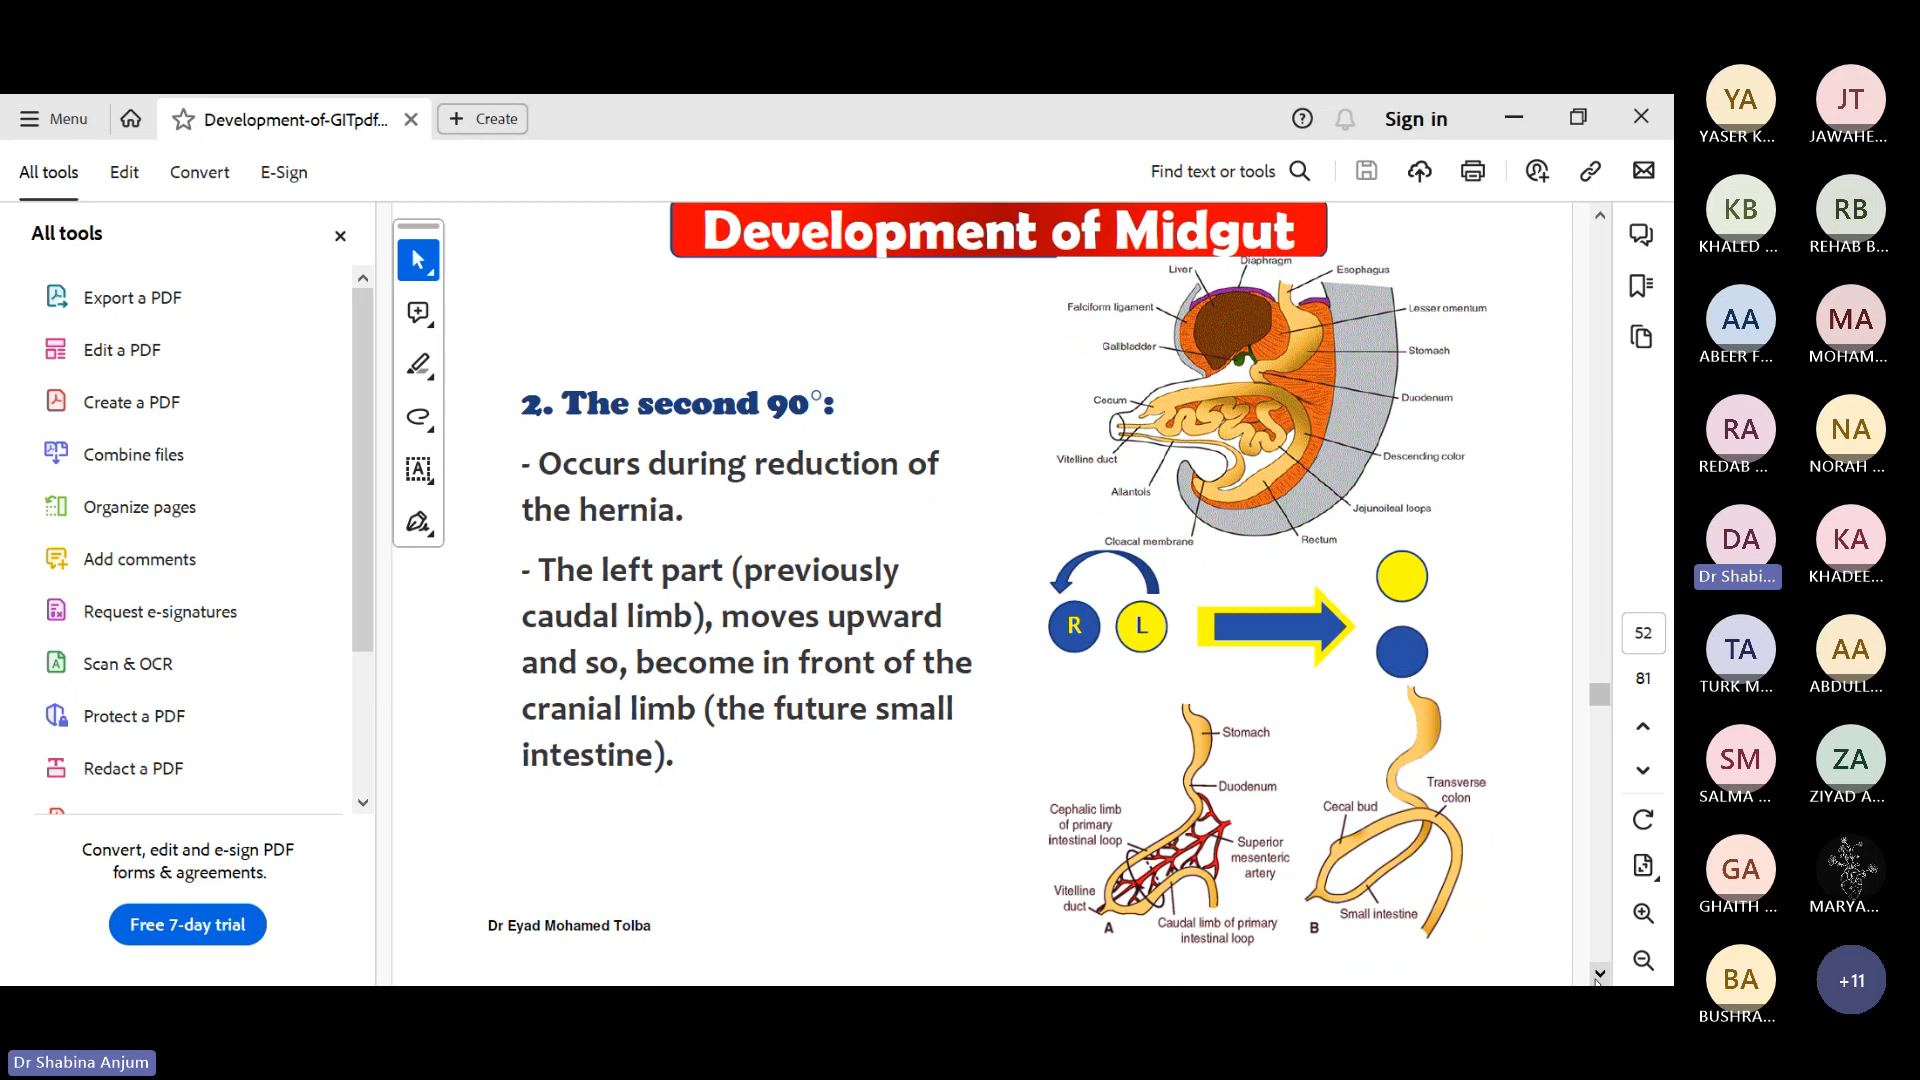 Menu
Development-of-GITpdf...
Create
Sign in
All tools
Edit
Convert
E-Sign
Find text or tools
All tools
Export a PDF
Edit a PDF
Create a PDF
Combine files
Organize pages
Add comments
Request e-signatures
Scan & OCR
Protect a PDF
Redact a PDF
Convert, edit and e-sign PDF
forms & agreements.
Free 7-day trial
Development of Midgut
2. The second 90°:
- Occurs during reduction of
the hernia.
- The left part (previously
caudal limb), moves upward
and so, become in front of the
cranial limb (the future small
intestine).
Dr Eyad Mohamed Tolba
Liver
Diaphragm
Esophagus
Falciform ligament
Lesser omentum
Gallbladder
Stomach
Cecum
Duodenum
Vitelline duct
Descending color
Allantois
Jejunoileal loops
Cloacal membrane
Rectum
R
L
Stomach
Duodenum
Cephalic limb
of primary
intestinal loop
Superior
mesenteric
artery
Vitelline
duct
A
Caudal limb of primary
intestinal loop
Transverse
colon
Cecal bud
Small intestine
B
52
81
YA
YASER K...
JT
JAWAHE...
KB
KHALED ...
RB
REHAB B...
AA
ABEER F...
MA
MOHAM...
RA
REDAB ...
NA
NORAH ...
DA
Dr Shabi...
KA
KHADEE...
TA
TURK M...
AA
ABDULL...
SM
SALMA ...
ZA
ZIYAD A...
GA
GHAITH ...
MARYA...
BA
BUSHRA...
+11
Dr Shabina Anjum